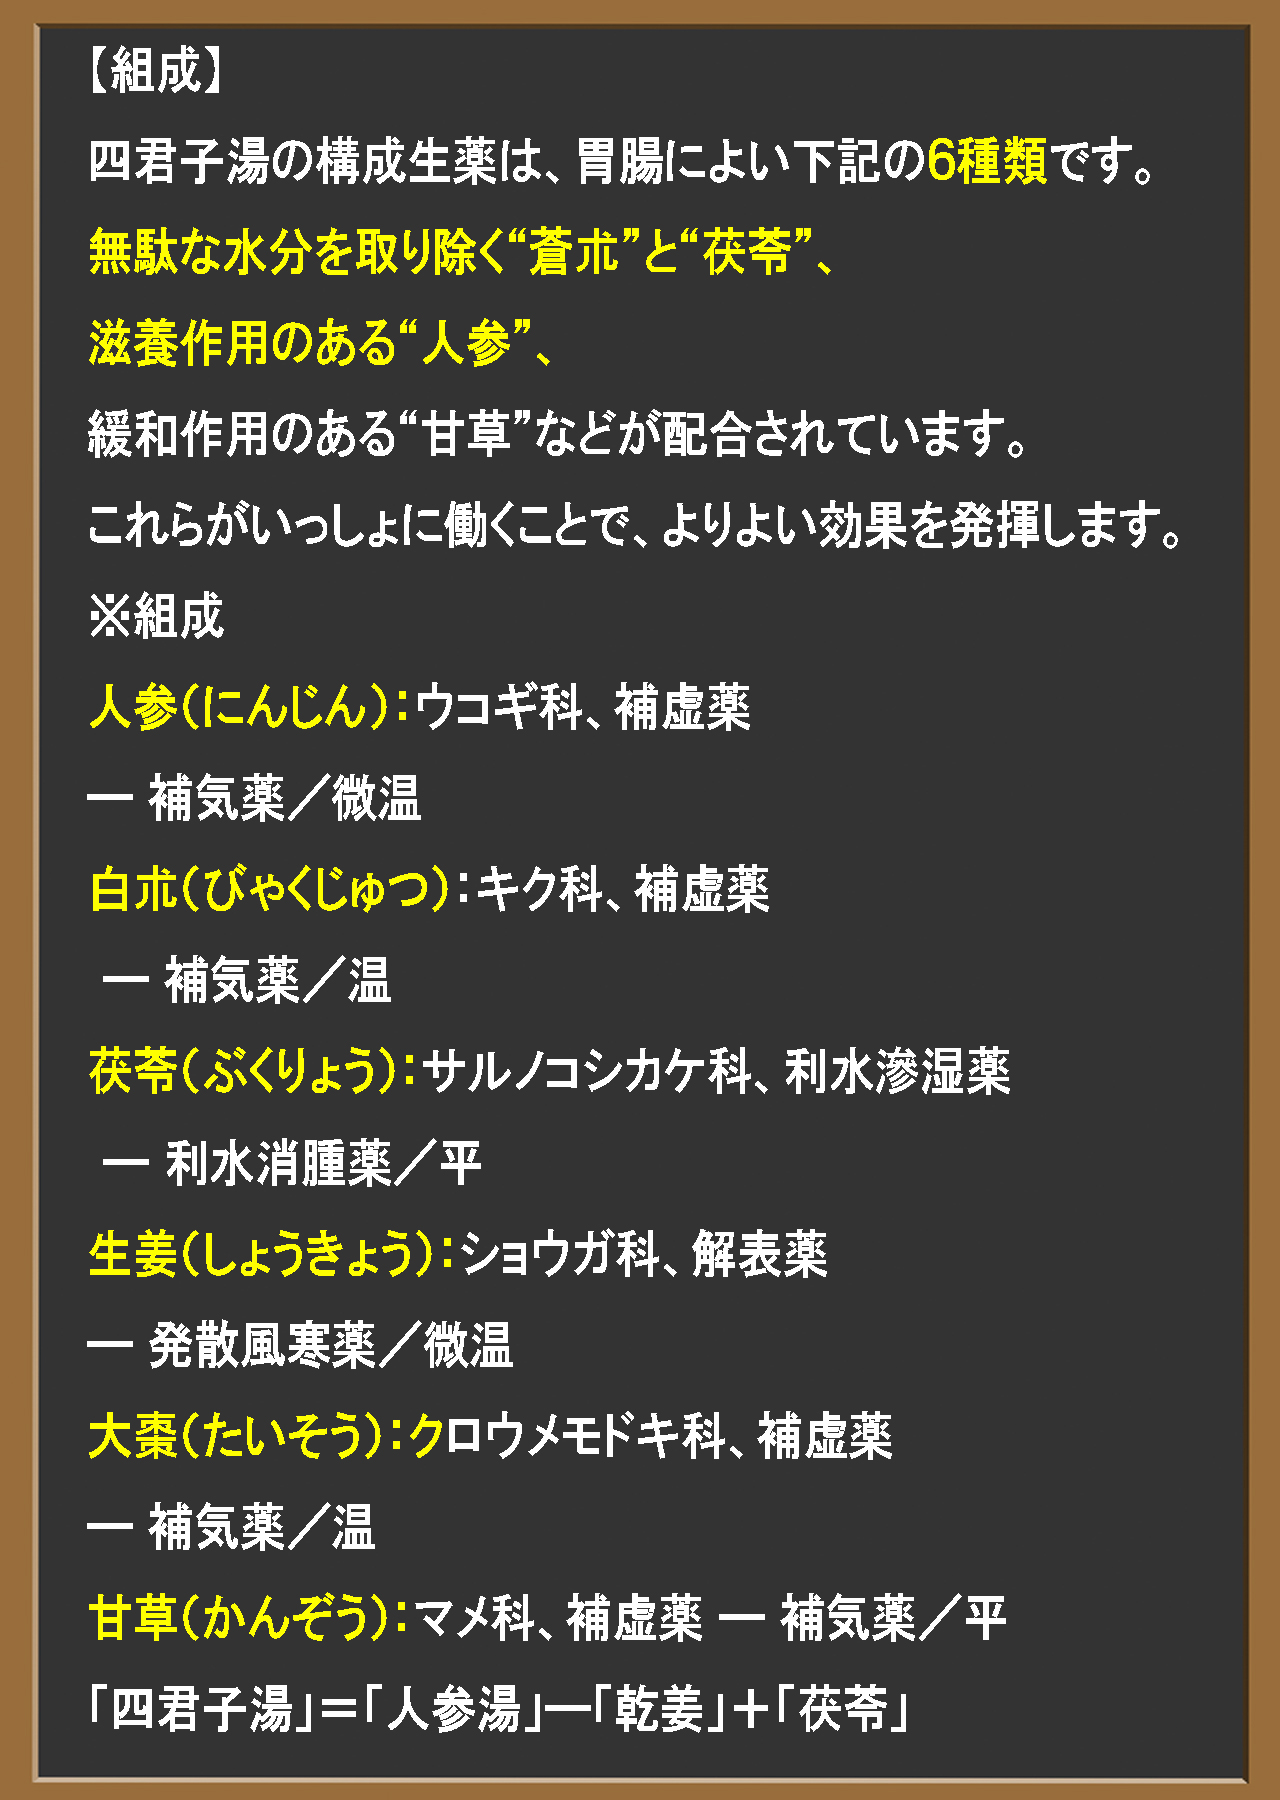 【組成】
四君子湯の構成生薬は、胃腸によい下記の6種類です。
無駄な水分を取り除く“蒼朮”と“茯苓”、
滋養作用のある“人参”、
緩和作用のある“甘草”などが配合されています。
これらがいっしょに働くことで、よりよい効果を発揮します。
※組成
人参(にんじん):ウコギ科、補虚薬
― 補気薬／微温
白朮(びゃくじゅつ):キク科、補虚薬
― 補気薬／温
茯苓(ぶくりょう):サルノコシカケ科、利水滲湿薬
― 利水消腫薬／平
生姜(しょうきょう):ショウガ科、解表薬
― 発散風寒薬／微温
大棗(たいそう):クロウメモドキ科、補虚薬
― 補気薬／温
甘草(かんぞう):マメ科、補虚薬 ― 補気薬／平
「四君子湯」＝「人参湯」―「乾姜」＋「茯苓」